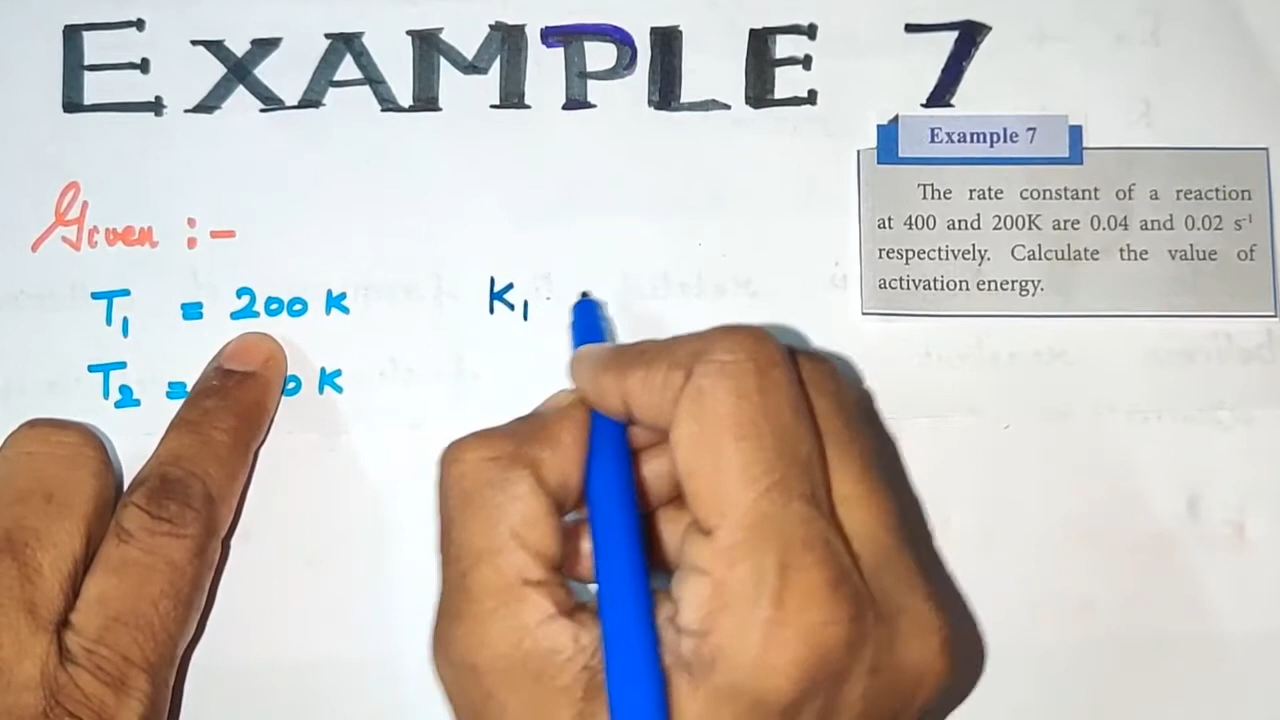 EXAMPLE 7
Example 7
The rate constant of a reaction
at 400 and 200K are 0.04 and 0.02 s⁻¹
respectively. Calculate the value of
activation energy.
Given :-
T₁ = 200 K K₁
T₂ = 0 K